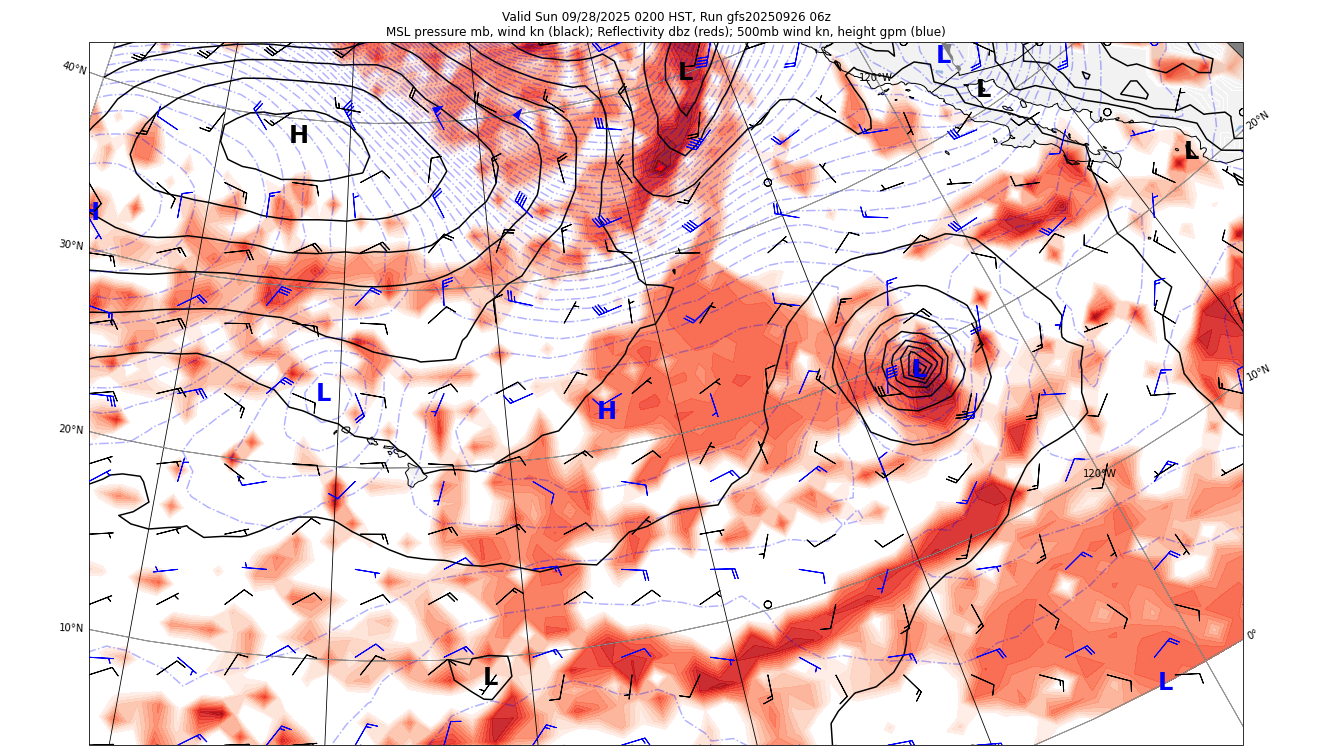 Valid Sun 09/28/2025 0200 HST, Run gfs20250926 06z
MSL pressure mb, wind kn (black); Reflectivity dbz (reds); 500mb wind kn, height gpm (blue)
L
40°N
L
120°W
L
20°N
H
L
H
30°N
L
10°N
L
H
20°N
120°W
10°N
0°
L
L